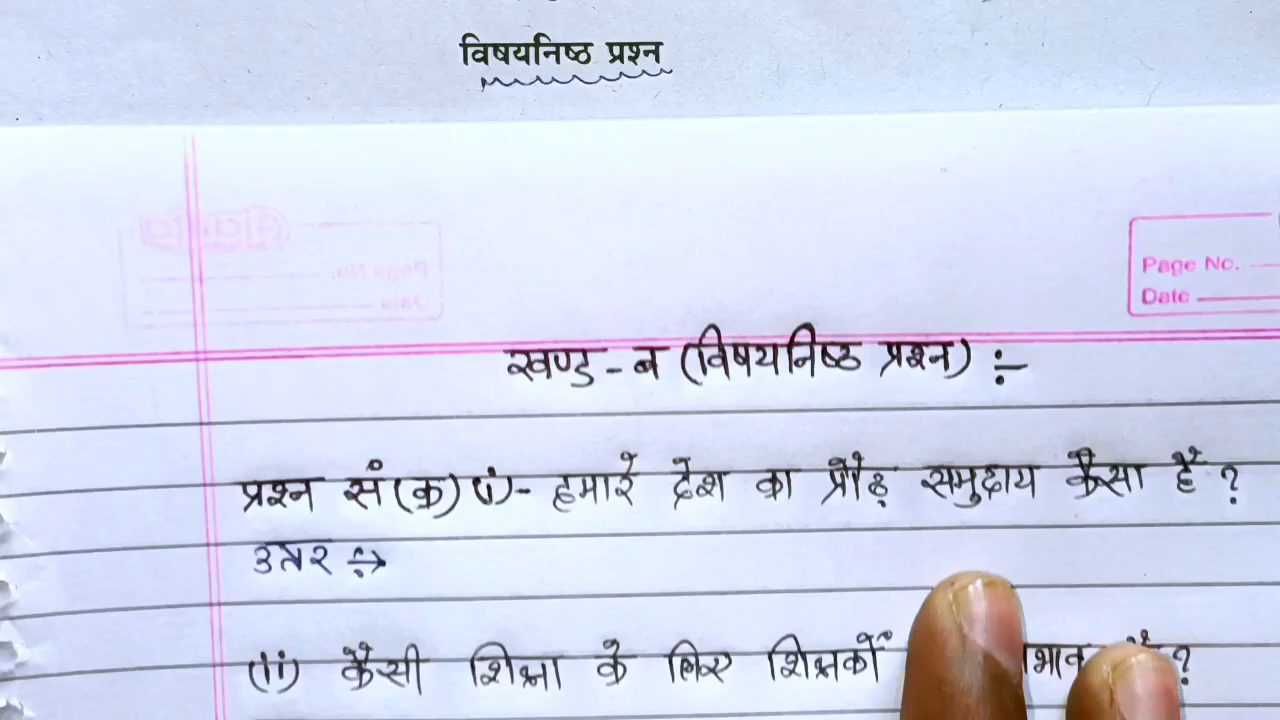 विषयनिष्ठ प्रश्न
Page No.
Date
खण्ड - ब (विषयनिष्ठ प्रश्न) :-
प्रश्न सं (क) (i)- हमारे देश का प्रौढ़ समुदाय कैसा है ?
उत्तर :→
(ii) कैसी शिक्षा के लिए शिक्षकों ?